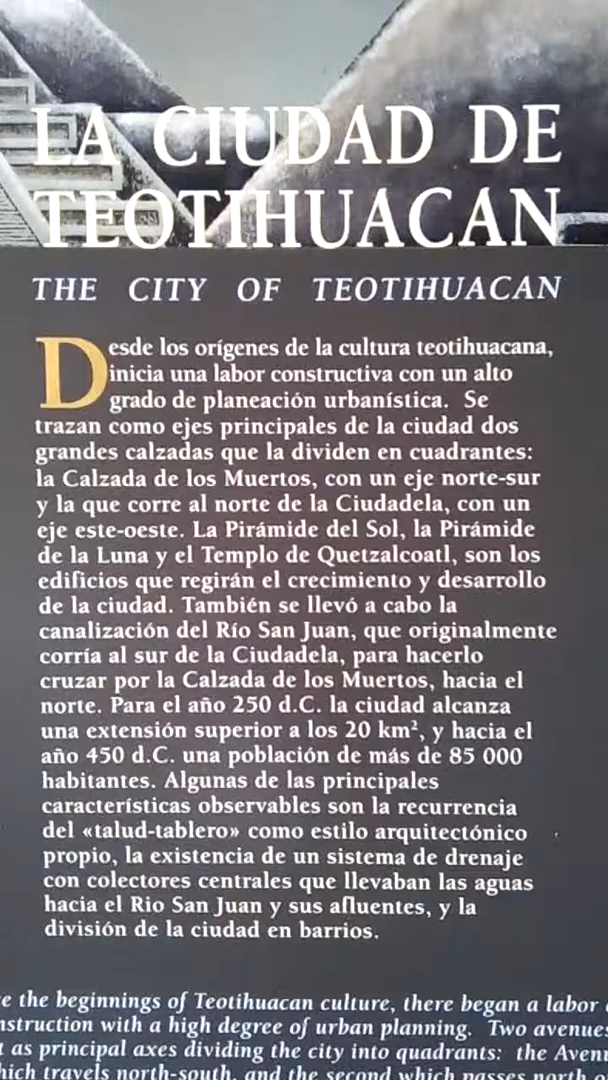 LA CIUDAD DE
TEOTIHUACAN
THE CITY OF TEOTIHUACAN
Desde los orígenes de la cultura teotihuacana,
inicia una labor constructiva con un alto
grado de planeación urbanística. Se
trazan como ejes principales de la ciudad dos
grandes calzadas que la dividen en cuadrantes:
la Calzada de los Muertos, con un eje norte-sur
y la que corre al norte de la Ciudadela, con un
eje este-oeste. La Pirámide del Sol, la Pirámide
de la Luna y el Templo de Quetzalcoatl, son los
edificios que regirán el crecimiento y desarrollo
de la ciudad. También se llevó a cabo la
canalización del Río San Juan, que originalmente
corría al sur de la Ciudadela, para hacerlo
cruzar por la Calzada de los Muertos, hacia el
norte. Para el año 250 d.C. la ciudad alcanza
una extensión superior a los 20 km², y hacia el
año 450 d.C. una población de más de 85 000
habitantes. Algunas de las principales
características observables son la recurrencia
del «talud-tablero» como estilo arquitectónico
propio, la existencia de un sistema de drenaje
con colectores centrales que llevaban las aguas
hacia el Rio San Juan y sus afluentes, y la
división de la ciudad en barrios.
the beginnings of Teotihuacan culture, there began a labor
with a high degree of urban planning. Two avenues
as principal axes dividing the city into quadrants: the
travels north-south, and the second which passes north